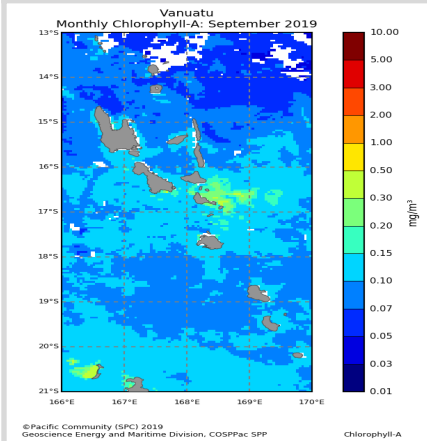 Vanuatu
Monthly Chlorophyll-A: September 2019
13°S
14°S
15°S
16°S
17°S
18°S
19°S
20°S
21°S
166°E 167°E 168°E 169°E 170°E
10.00
5.00
3.00
2.00
1.00
0.50
0.30
0.20
0.15
0.10
0.07
0.05
0.03
0.01
mg/m³
©Pacific Community (SPC) 2019
Geoscience Energy and Maritime Division, COSPPac SPP
Chlorophyll-A